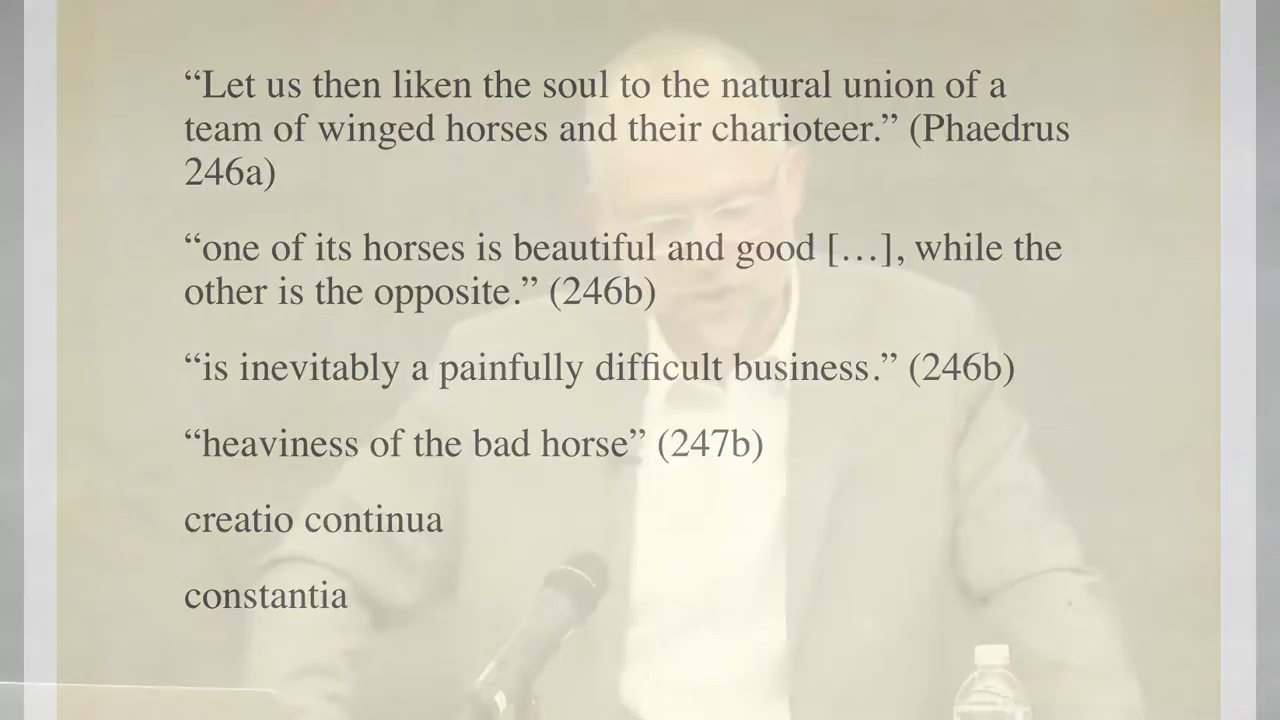 “Let us then liken the soul to the natural union of a
team of winged horses and their charioteer.” (Phaedrus
246a)
“one of its horses is beautiful and good […], while the
other is the opposite.” (246b)
“is inevitably a painfully difficult business.” (246b)
“heaviness of the bad horse” (247b)
creatio continua
constantia